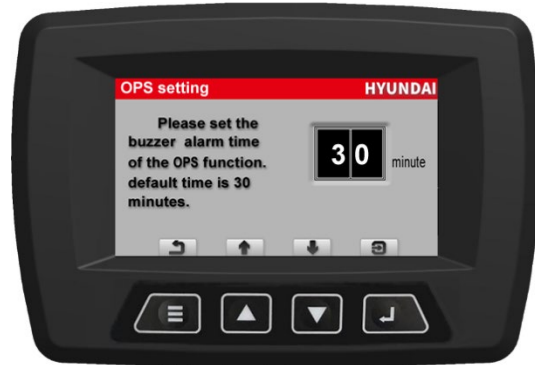 OPS setting HYUNDAI
Please set the
buzzer alarm time
of the OPS function.
default time is 30
minutes.
30 minute